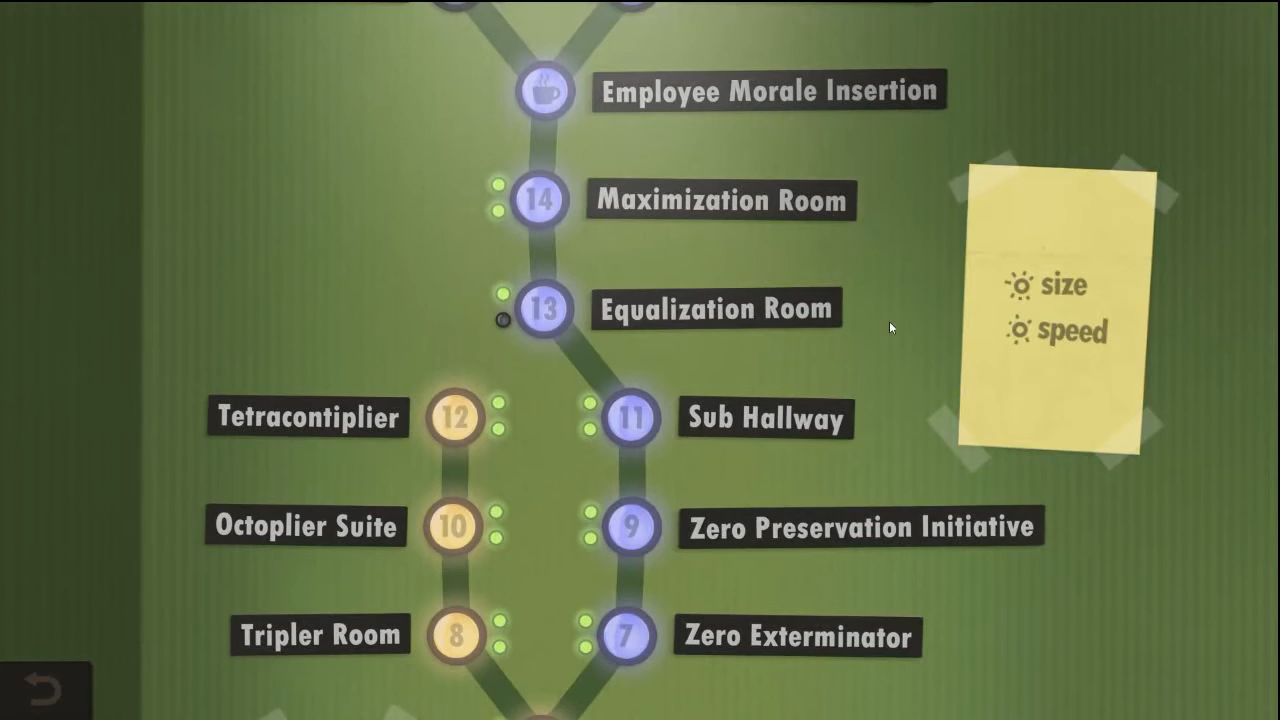 Employee Morale Insertion
14
Maximization Room
13
Equalization Room
size
speed
Tetracontiplier
12
11
Sub Hallway
Octoplier Suite
10
9
Zero Preservation Initiative
Tripler Room
8
7
Zero Exterminator